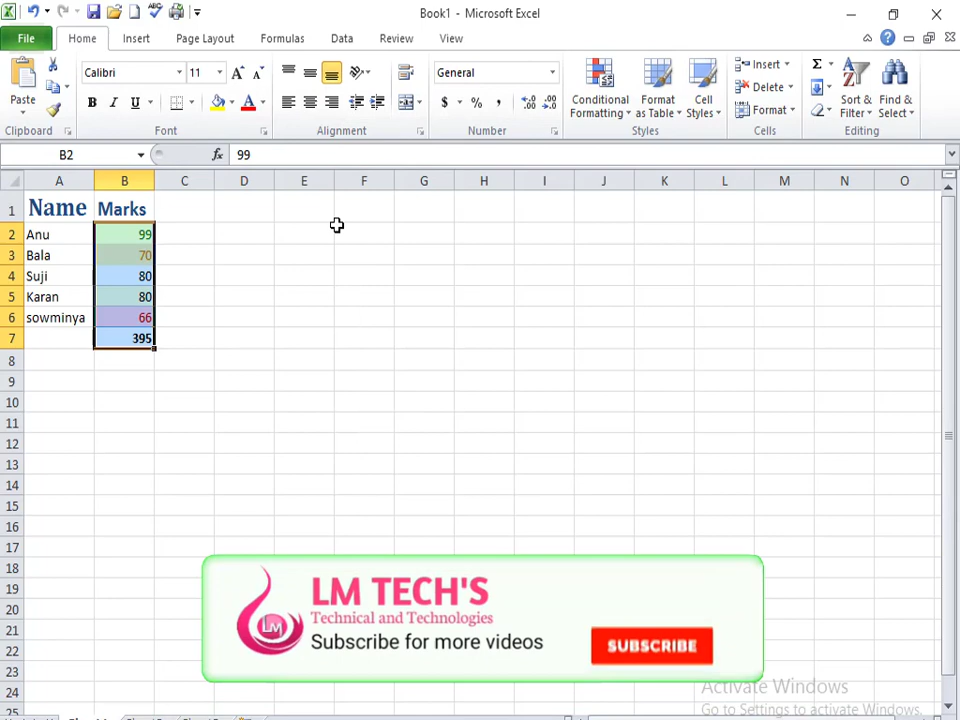 Book1 - Microsoft Excel
File Home Insert Page Layout Formulas Data Review View
Paste
Calibri 11
B I U
General
$ % ,
Conditional Formatting
Format as Table
Cell Styles
Insert
Delete
Format
Σ
Sort & Filter
Find & Select
Clipboard Font Alignment Number Styles Cells Editing
B2 fx 99
A B C D E F G H I J K L M N O
1 Name Marks
2 Anu 99
3 Bala 70
4 Suji 80
5 Karan 80
6 sowminya 66
7 395
8
9
10
11
12
13
14
15
16
17
18
19
20
21
22
23
24
25
LM TECH'S
Technical and Technologies
LM
Subscribe for more videos
SUBSCRIBE
Activate Windows
Go to Settings to activate Windows.